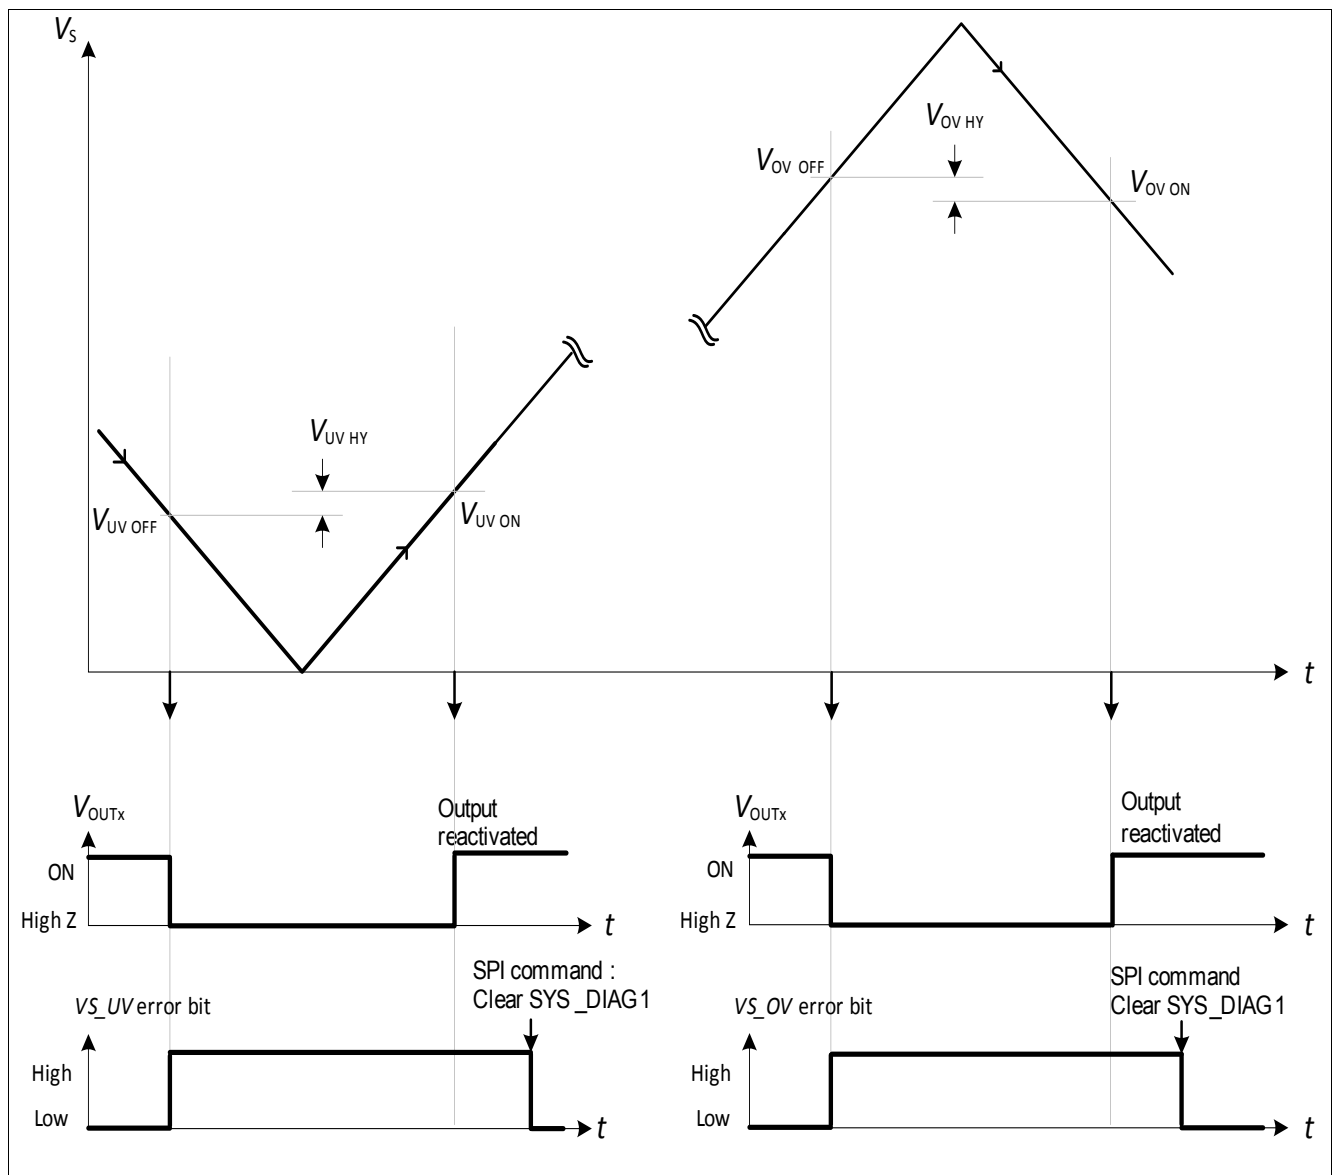 VS
VOV HY
VOV OFF
VOV ON
VUV HY
VUV OFF
VUV ON
t
VOUTx
Output
reactivated
ON
High Z
t
VOUTx
Output
reactivated
ON
High Z
t
SPI command :
Clear SYS_DIAG1
VS_UV error bit
High
Low
t
SPI command
Clear SYS_DIAG1
VS_OV error bit
High
Low
t